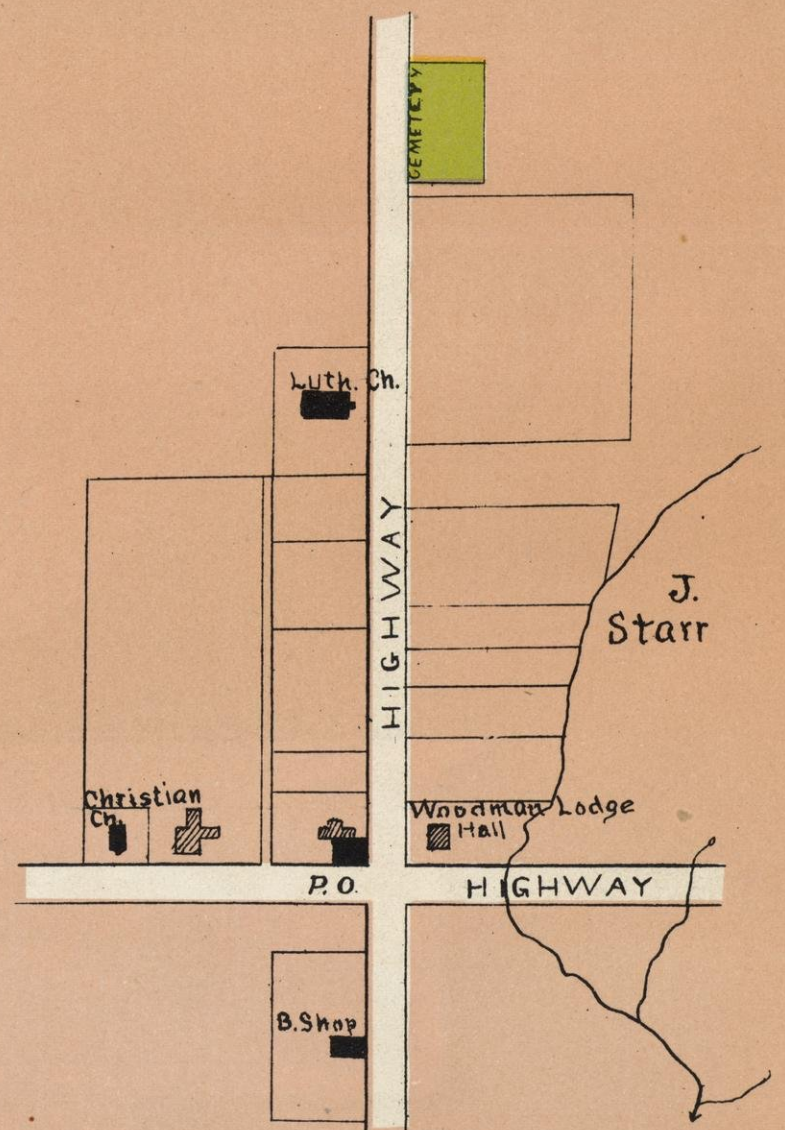 CEMETERY
Luth. Ch.
HIGHWAY
J.
Starr
Christian
Ch.
Woodman Lodge
Hall
P.O.
HIGHWAY
B.Shop